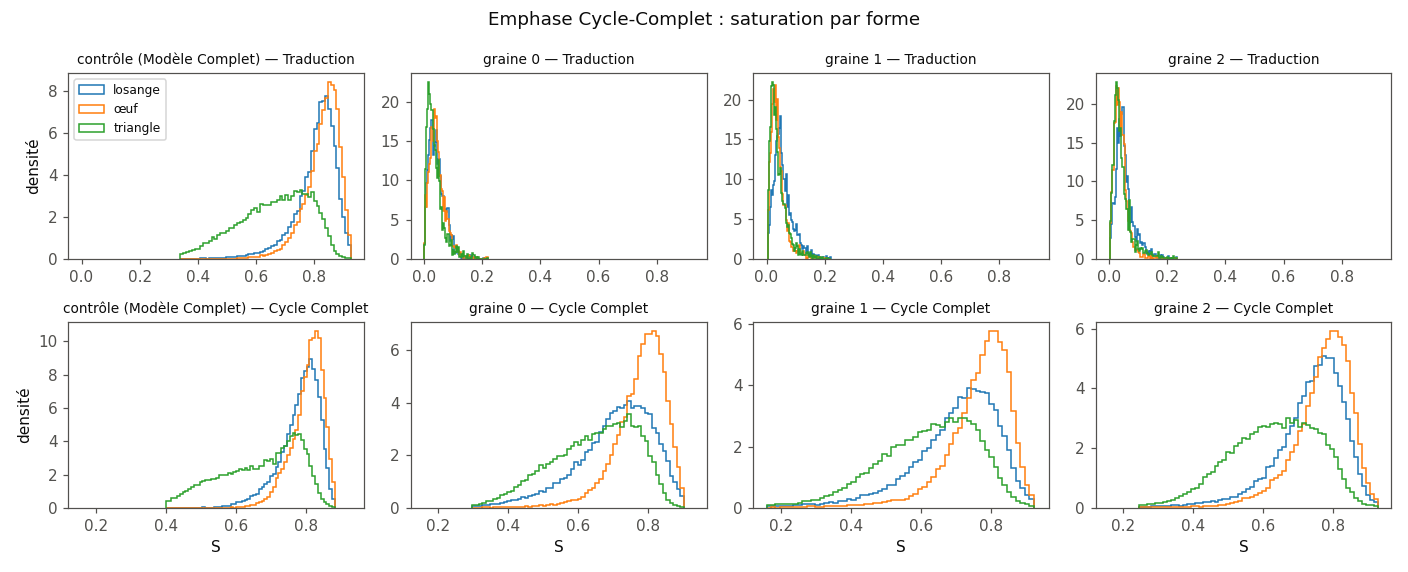 Emphase Cycle-Complet : saturation par forme
contrôle (Modèle Complet) — Traduction
graine 0 — Traduction
graine 1 — Traduction
graine 2 — Traduction
losange
œuf
triangle
densité
8
6
4
2
0
0.0 0.2 0.4 0.6 0.8
20
15
10
5
0
0.0 0.2 0.4 0.6 0.8
20
15
10
5
0
0.0 0.2 0.4 0.6 0.8
20
15
10
5
0
0.0 0.2 0.4 0.6 0.8
contrôle (Modèle Complet) — Cycle Complet
graine 0 — Cycle Complet
graine 1 — Cycle Complet
graine 2 — Cycle Complet
densité
10
8
6
4
2
0
0.2 0.4 0.6 0.8
S
6
4
2
0
0.2 0.4 0.6 0.8
S
6
4
2
0
0.2 0.4 0.6 0.8
S
6
4
2
0
0.2 0.4 0.6 0.8
S